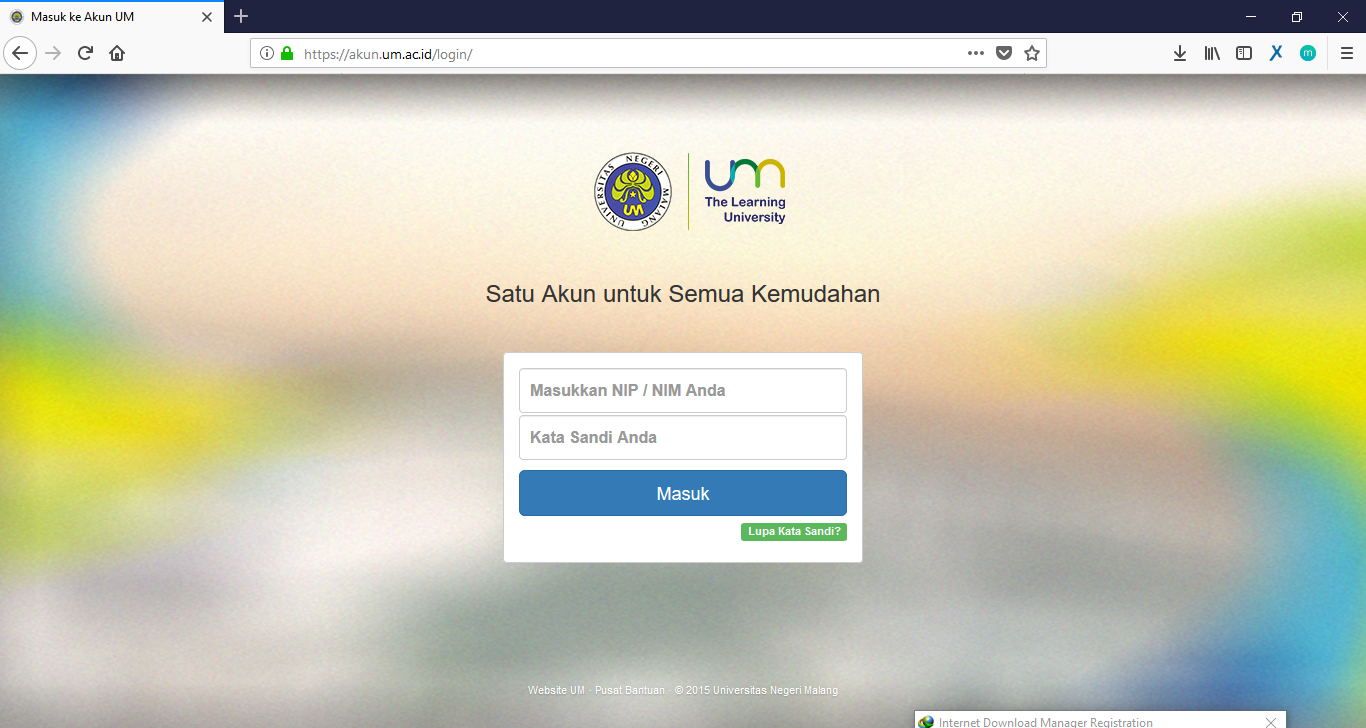 Masuk ke Akun UM
https://akun.um.ac.id/login/
m
UNIVERSITAS NEGERI MALANG
UM
um
The Learning
University
Satu Akun untuk Semua Kemudahan
Masukkan NIP / NIM Anda
Kata Sandi Anda
Masuk
Lupa Kata Sandi?
Website UM - Pusat Bantuan - © 2015 Universitas Negeri Malang
Internet Download Manager Registration